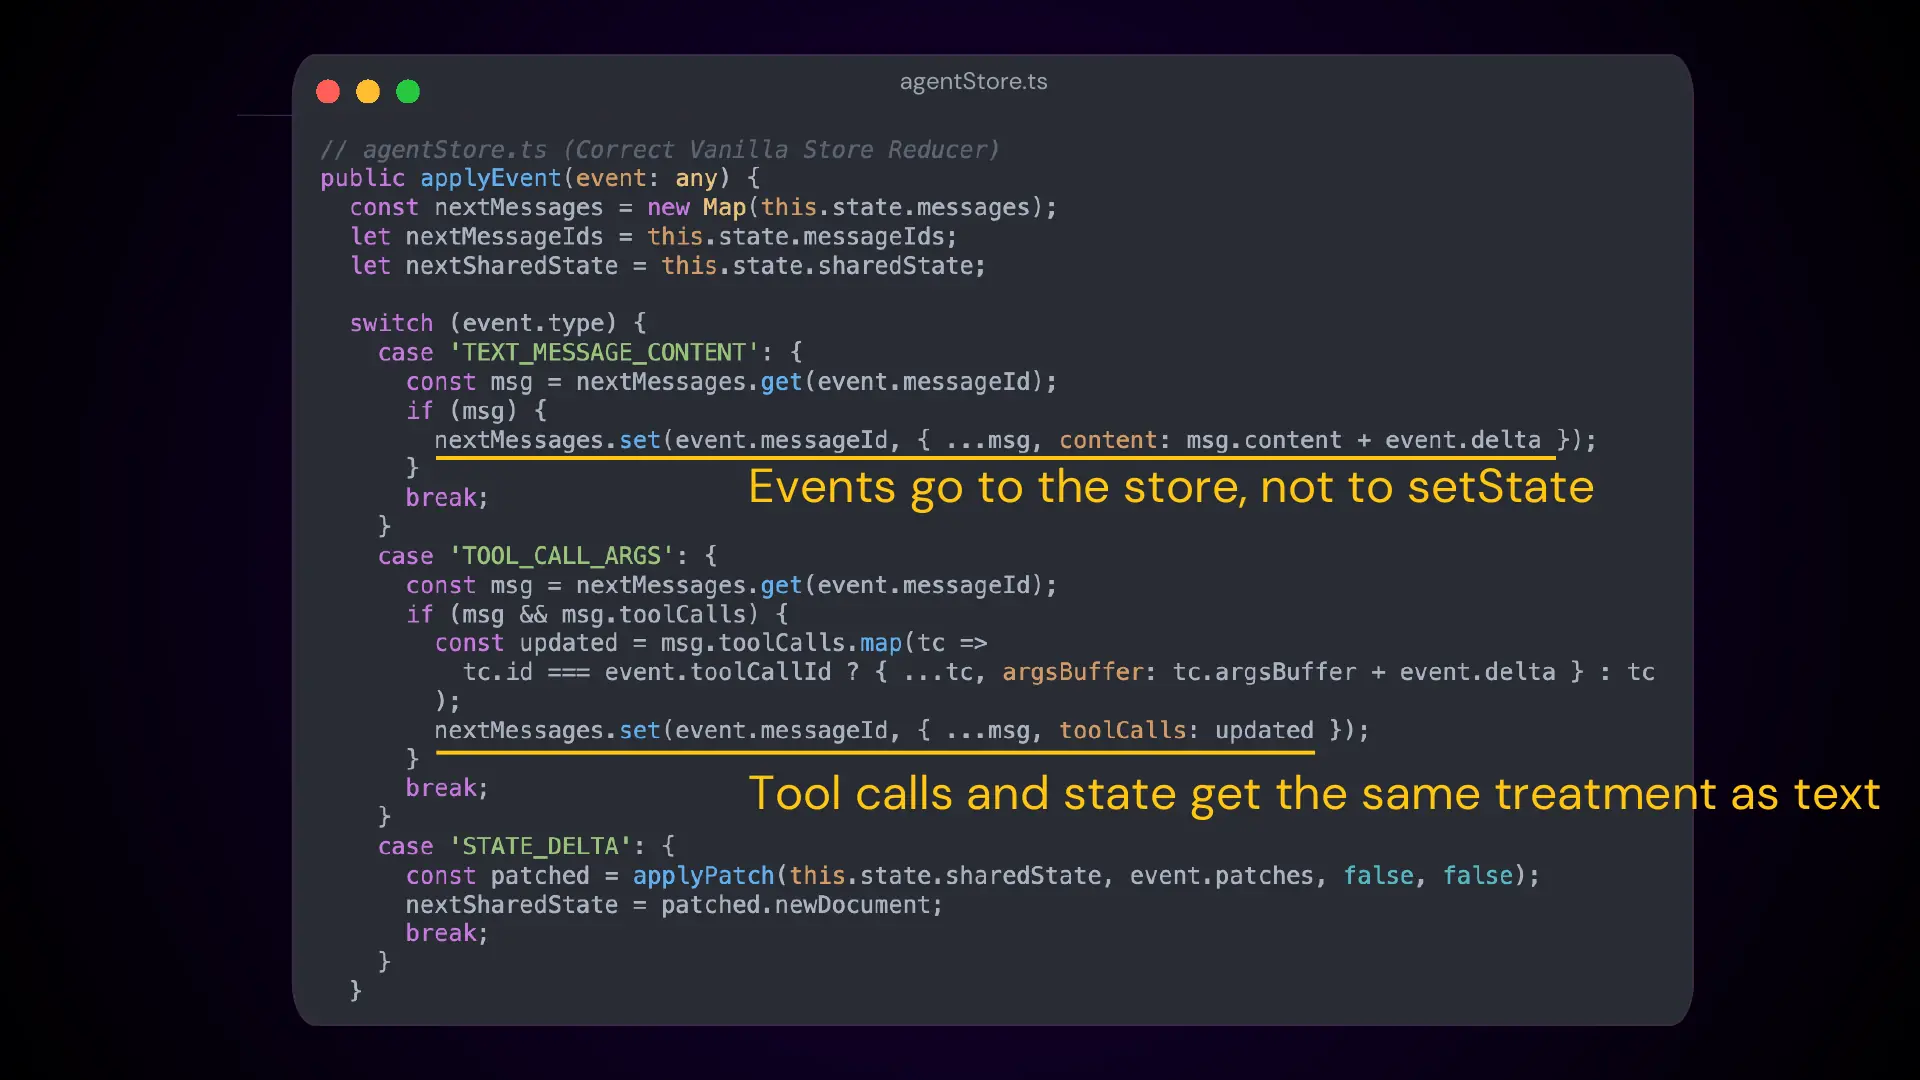 agentStore.ts
// agentStore.ts (Correct Vanilla Store Reducer)
public applyEvent(event: any) {
  const nextMessages = new Map(this.state.messages);
  let nextMessageIds = this.state.messageIds;
  let nextSharedState = this.state.sharedState;
  switch (event.type) {
    case 'TEXT_MESSAGE_CONTENT': {
      const msg = nextMessages.get(event.messageId);
      if (msg) {
        nextMessages.set(event.messageId, { ...msg, content: msg.content + event.delta });
      }
Events go to the store, not to setState
      break;
    }
    case 'TOOL_CALL_ARGS': {
      const msg = nextMessages.get(event.messageId);
      if (msg && msg.toolCalls) {
        const updated = msg.toolCalls.map(tc =>
          tc.id === event.toolCallId ? { ...tc, argsBuffer: tc.argsBuffer + event.delta } : tc
        );
        nextMessages.set(event.messageId, { ...msg, toolCalls: updated });
      }
      break;
Tool calls and state get the same treatment as text
    }
    case 'STATE_DELTA': {
      const patched = applyPatch(this.state.sharedState, event.patches, false, false);
      nextSharedState = patched.newDocument;
      break;
    }
  }